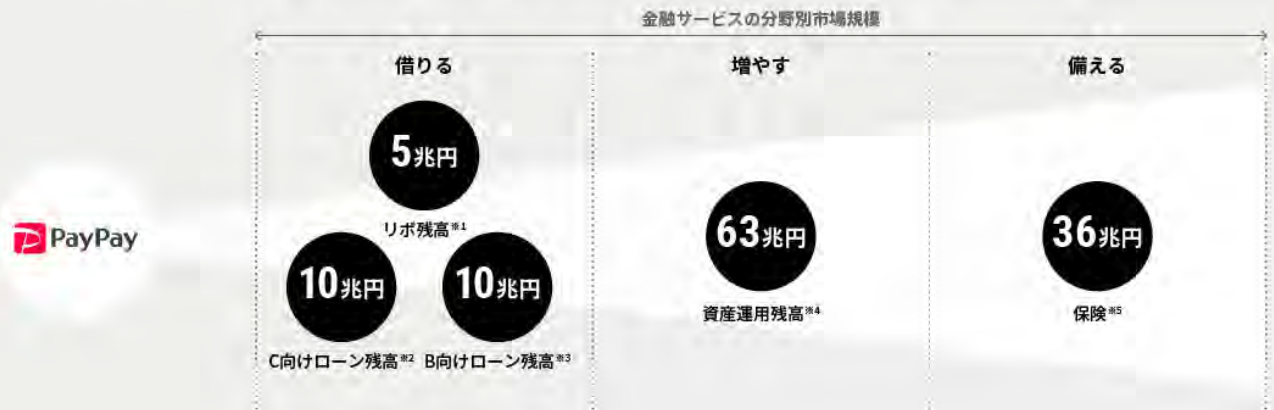 金融サービスの分野別市場規模
借りる
増やす
備える
5兆円
リボ残高※1
10兆円
10兆円
C向けローン残高※2
B向けローン残高※3
63兆円
資産運用残高※4
36兆円
保険※5
PayPay